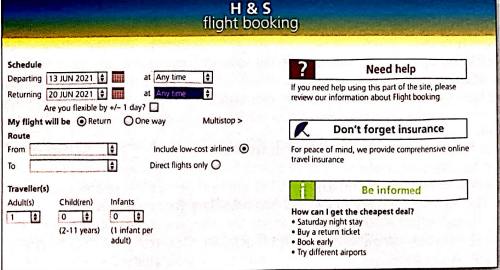 H & S
flight booking
Schedule
Departing 13 JUN 2021 at Any time
Returning 20 JUN 2021 at Any time
Are you flexible by +/– 1 day?
My flight will be Return One way Multistop >
Route
From Include low-cost airlines
To Direct flights only
Traveller(s)
Adult(s) Child(ren) Infants
1 0 0
(2-11 years) (1 infant per
adult)
Need help
If you need help using this part of the site, please
review our information about Flight booking
Don't forget insurance
For peace of mind, we provide comprehensive online
travel insurance
Be informed
How can I get the cheapest deal?
• Saturday night stay
• Buy a return ticket
• Book early
• Try different airports